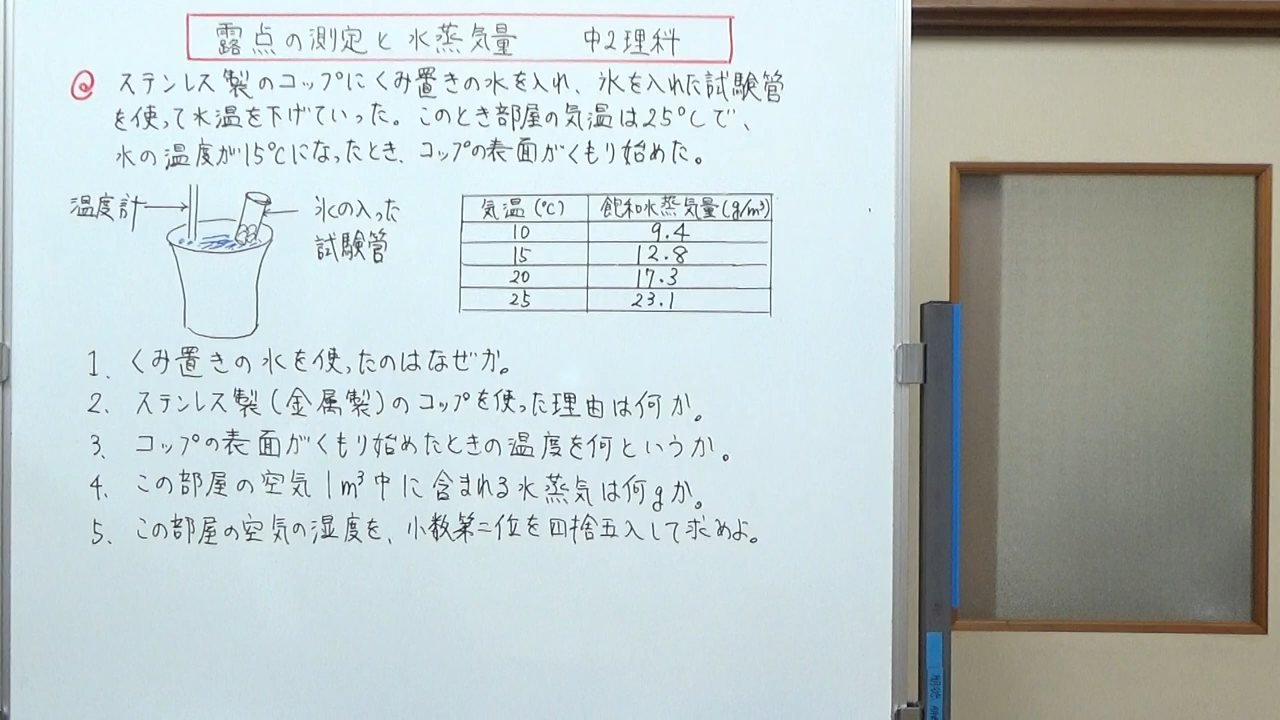 露点の測定と水蒸気量 中2理科
@ ステンレス製のコップにくみ置きの水を入れ、氷を入れた試験管
を使って水温を下げていった。このとき部屋の気温は25℃で、
水の温度が15℃になったとき、コップの表面がくもり始めた。
温度計
氷の入った
試験管
気温(℃) 飽和水蒸気量(g/m³)
10 9.4
15 12.8
20 17.3
25 23.1
1、くみ置きの水を使ったのはなぜか。
2、ステンレス製(金属製)のコップを使った理由は何か。
3、コップの表面がくもり始めたときの温度を何というか。
4、この部屋の空気1m³中に含まれる水蒸気は何gか。
5、この部屋の空気の湿度を、小数第二位を四捨五入して求めよ。